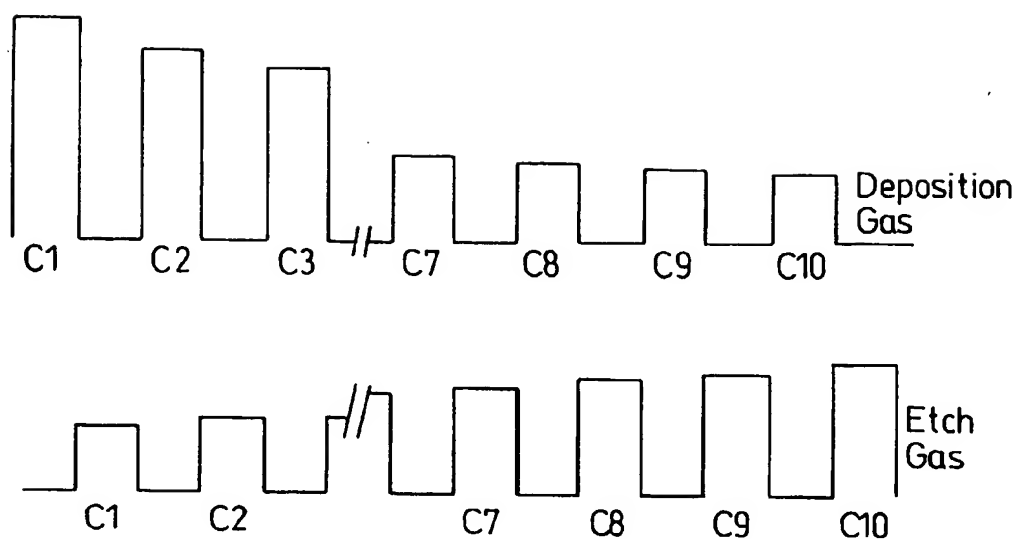 C1 C2 C3 C7 C8 C9 C10
Deposition
Gas
C1 C2 C7 C8 C9 C10
Etch
Gas